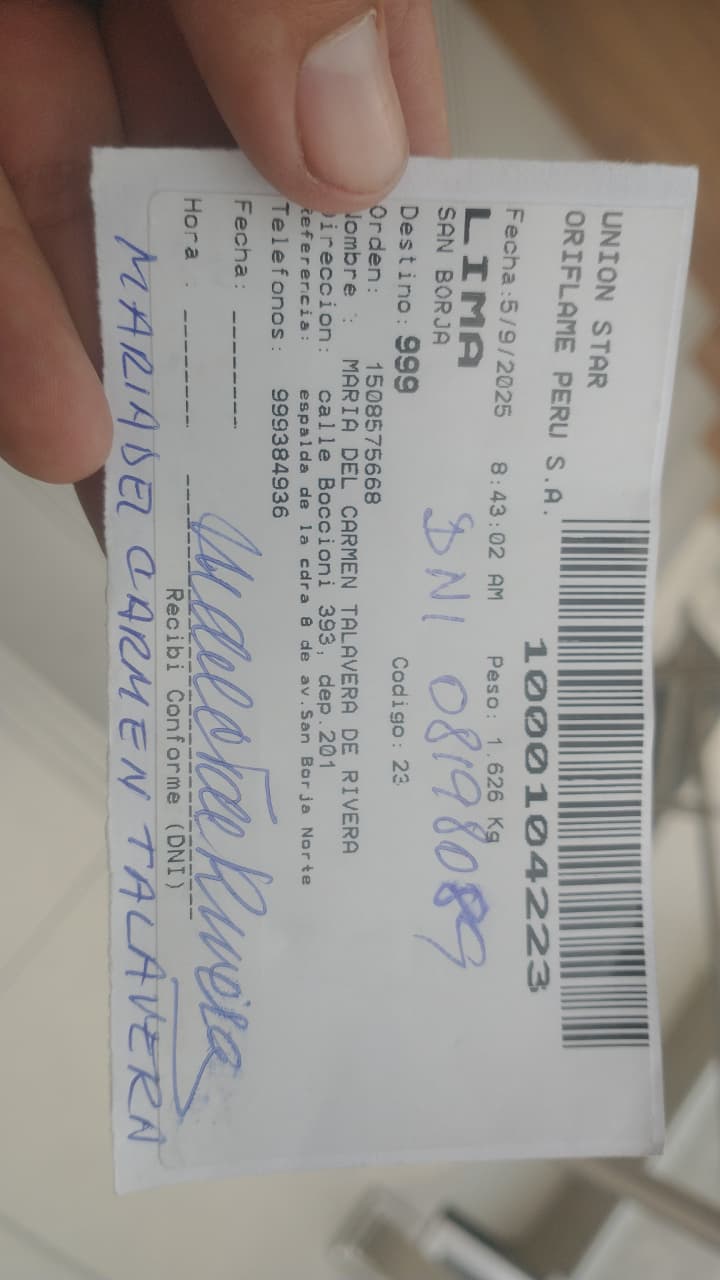 UNION STAR
ORIFLAME PERU S.A.
1000104223
Fecha:5/9/2025 8:43:02 AM Peso: 1.626 Kg
LIMA
SAN BORJA
DNI 08198089
Destino: 999 Codigo: 23
Orden: 1508575668
Nombre : MARIA DEL CARMEN TALAVERA DE RIVERA
Direccion: calle Boccioni 393, dep.201
Referencia: espalda de la cdra 8 de av.San Borja Norte
Telefonos: 999384936
Fecha: --------
Hora : --------
Recibi Conforme (DNI)
MARIA DEL CARMEN TALAVERA